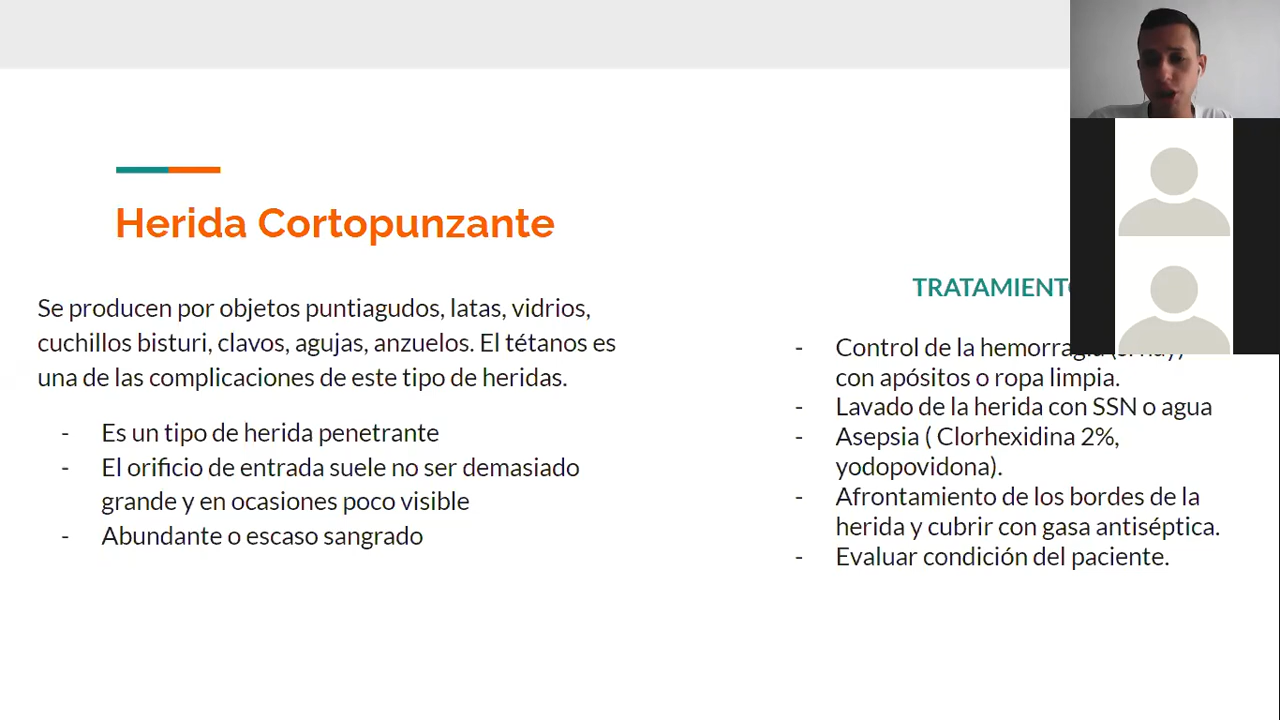 Herida Cortopunzante
Se producen por objetos puntiagudos, latas, vidrios,
cuchillos bisturi, clavos, agujas, anzuelos. El tétanos es
una de las complicaciones de este tipo de heridas.
- Es un tipo de herida penetrante
- El orificio de entrada suele no ser demasiado
grande y en ocasiones poco visible
- Abundante o escaso sangrado
- Control de la
con apósitos o ropa limpia.
- Lavado de la herida con SSN o agua
- Asepsia ( Clorhexidina 2%,
yodopovidona).
- Afrontamiento de los bordes de la
herida y cubrir con gasa antiséptica.
- Evaluar condición del paciente.